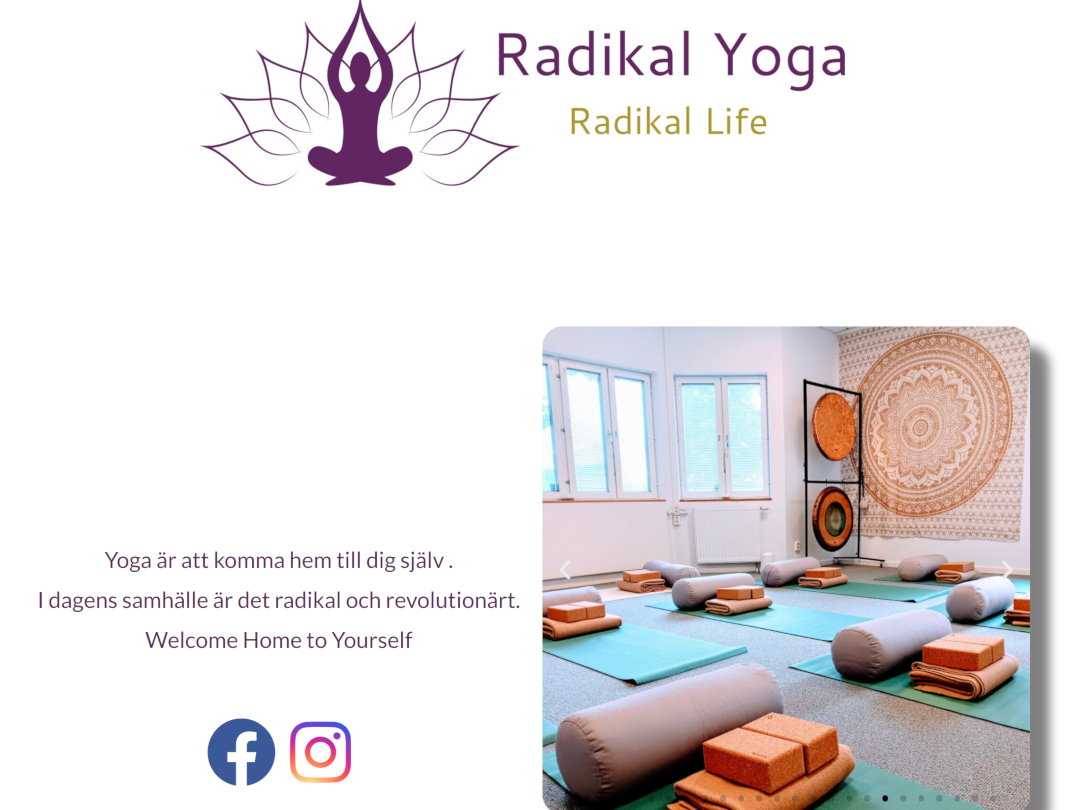 Radikal Yoga
Radikal Life
Yoga är att komma hem till dig själv .
I dagens samhälle är det radikal och revolutionärt.
Welcome Home to Yourself